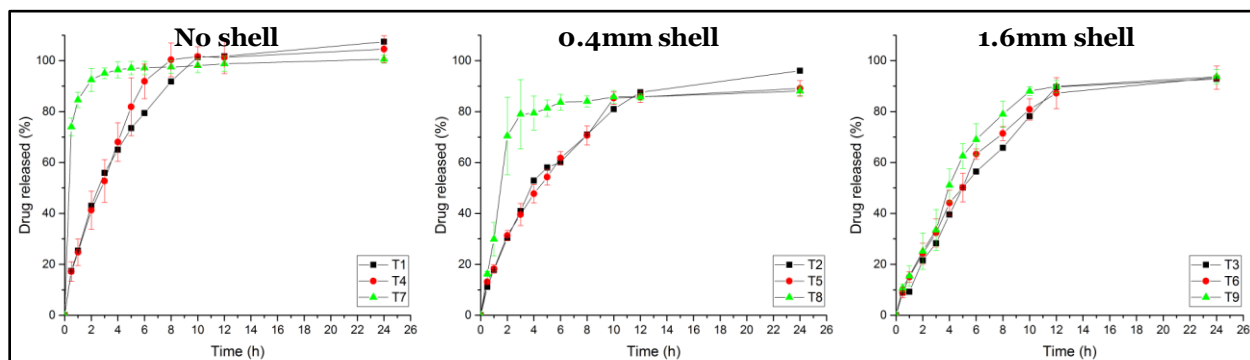 No shell
0.4mm shell
1.6mm shell
Drug released (%)
100
80
60
40
20
0
T1
T4
T7
0 2 4 6 8 10 12 14 16 18 20 22 24 26
Time (h)
Drug released (%)
100
80
60
40
20
0
T2
T5
T8
0 2 4 6 8 10 12 14 16 18 20 22 24 26
Time (h)
Drug released (%)
100
80
60
40
20
0
T3
T6
T9
0 2 4 6 8 10 12 14 16 18 20 22 24 26
Time (h)